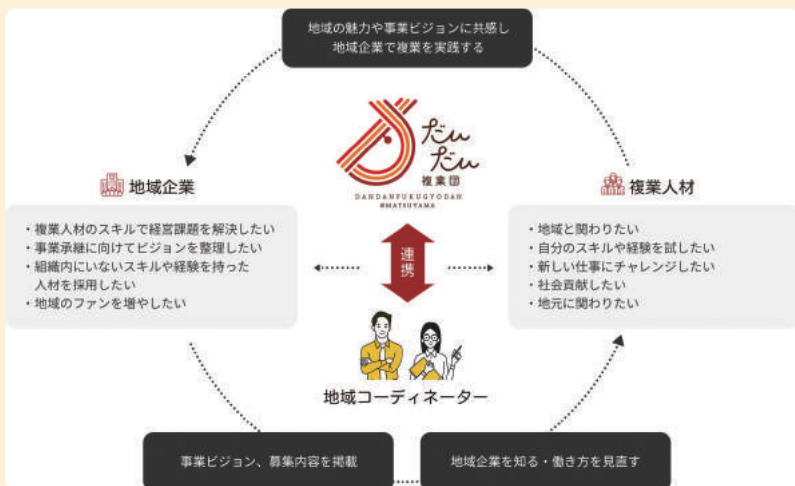 地域の魅力や事業ビジョンに共感し
地域企業で複業を実践する
だんだん
複業団
DANDANFUKUGYODAN
@MATSUYAMA
地域企業
・複業人材のスキルで経営課題を解決したい
・事業承継に向けてビジョンを整理したい
・組織内にいないスキルや経験を持った
人材を採用したい
・地域のファンを増やしたい
連携
複業人材
・地域と関わりたい
・自分のスキルや経験を試したい
・新しい仕事にチャレンジしたい
・社会貢献したい
・地元に関わりたい
地域コーディネーター
事業ビジョン、募集内容を掲載
地域企業を知る・働き方を見直す